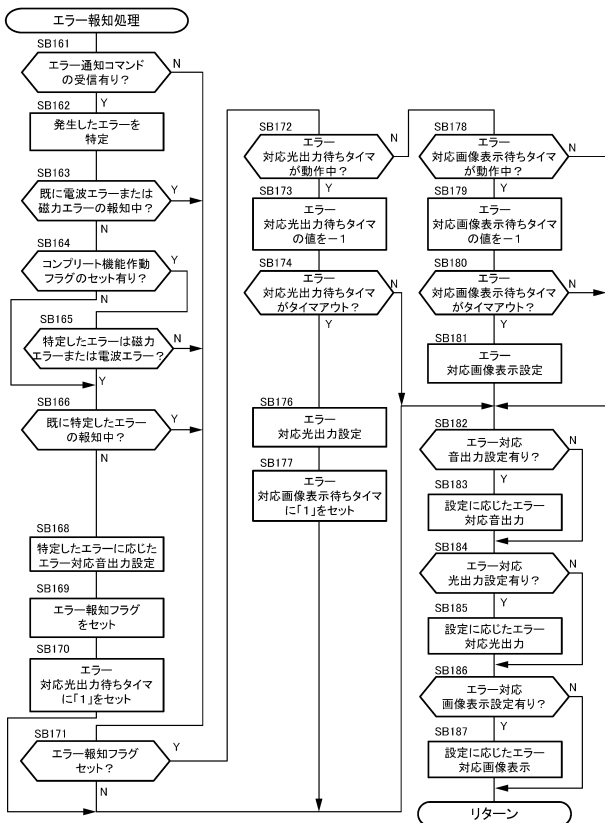 エラー報知処理
SB161
エラー通知コマンド
の受信有り？
N
Y
SB162
発生したエラーを
特定
SB163
既に電波エラーまたは
磁力エラーの報知中？
Y
N
SB164
コンプリート機能作動
フラグのセット有り？
Y
N
SB165
特定したエラーは磁力
エラーまたは電波エラー？
N
Y
SB166
既に特定したエラー
の報知中？
Y
N
SB168
特定したエラーに応じた
エラー対応音出力設定
SB169
エラー報知フラグ
をセット
SB170
エラー
対応光出力待ちタイマ
に「１」をセット
SB171
エラー報知フラグ
セット？
Y
N
SB172
エラー
対応光出力待ちタイマ
が動作中？
N
Y
SB173
エラー
対応光出力待ちタイマ
の値を－１
SB174
エラー
対応光出力待ちタイマ
がタイムアウト？
N
Y
SB176
エラー
対応光出力設定
SB177
エラー
対応画像表示待ちタイマ
に「１」をセット
SB178
エラー
対応画像表示待ちタイマ
が動作中？
N
Y
SB179
エラー
対応画像表示待ちタイマ
の値を－１
SB180
エラー
対応画像表示待ちタイマ
がタイムアウト？
N
Y
SB181
エラー
対応画像表示設定
SB182
エラー対応
音出力設定有り？
N
Y
SB183
設定に応じたエラー
対応音出力
SB184
エラー対応
光出力設定有り？
N
Y
SB185
設定に応じたエラー
対応光出力
SB186
エラー対応
画像表示設定有り？
N
Y
SB187
設定に応じたエラー
対応画像表示
リターン